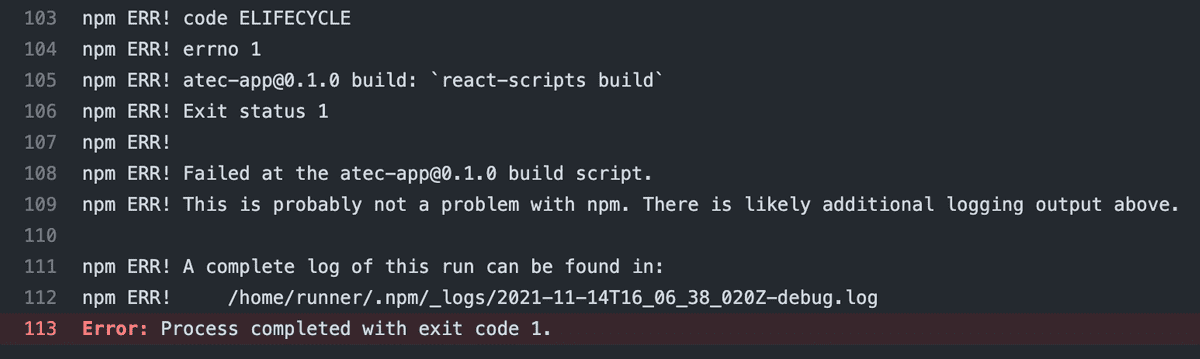 103 npm ERR! code ELIFECYCLE
104 npm ERR! errno 1
105 npm ERR! atec-app@0.1.0 build: `react-scripts build`
106 npm ERR! Exit status 1
107 npm ERR!
108 npm ERR! Failed at the atec-app@0.1.0 build script.
109 npm ERR! This is probably not a problem with npm. There is likely additional logging output above.
110
111 npm ERR! A complete log of this run can be found in:
112 npm ERR!     /home/runner/.npm/_logs/2021-11-14T16_06_38_020Z-debug.log
113 Error: Process completed with exit code 1.